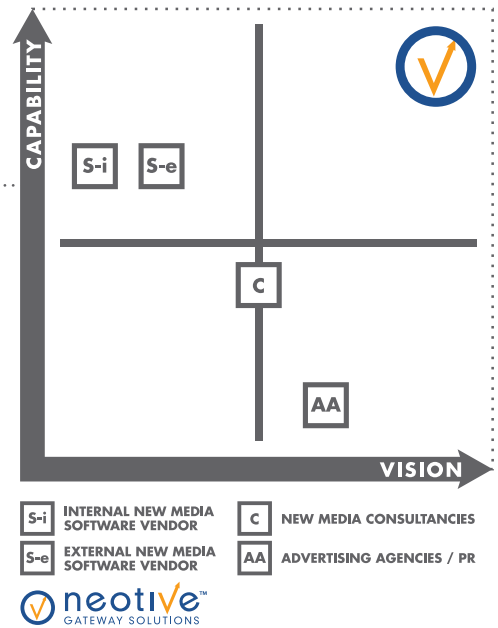 CAPABILITY
S-i
S-e
C
AA
VISION
S-i INTERNAL NEW MEDIA
SOFTWARE VENDOR
C NEW MEDIA CONSULTANCIES
S-e EXTERNAL NEW MEDIA
SOFTWARE VENDOR
AA ADVERTISING AGENCIES / PR
neotive™
GATEWAY SOLUTIONS